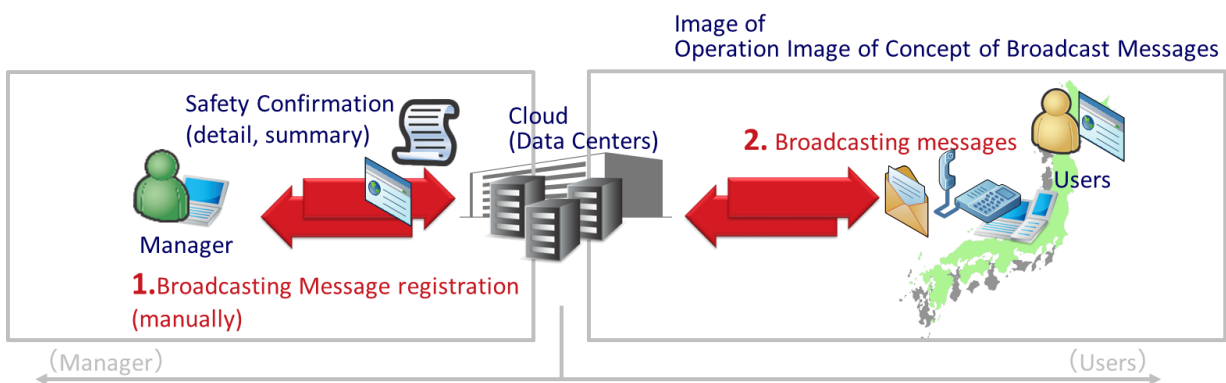 Image of
Operation Image of Concept of Broadcast Messages
Safety Confirmation
(detail, summary)
Cloud
(Data Centers)
2. Broadcasting messages
Users
Manager
1.Broadcasting Message registration
(manually)
(Manager)
(Users)